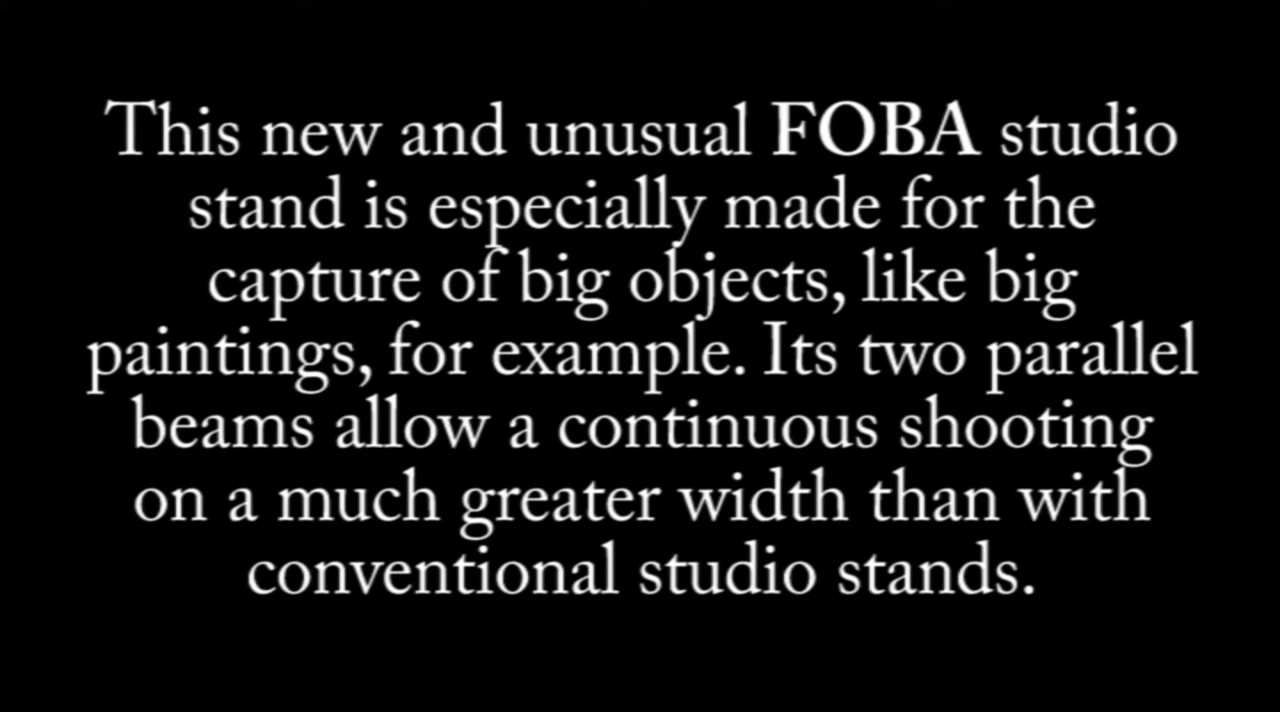 This new and unusual FOBA studio
stand is especially made for the
capture of big objects, like big
paintings, for example. Its two parallel
beams allow a continuous shooting
on a much greater width than with
conventional studio stands.